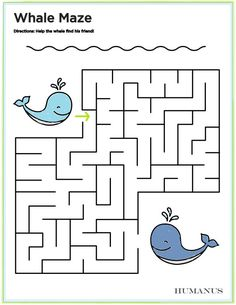 Whale Maze
Directions: Help the whale find his friend!
HUMANUS